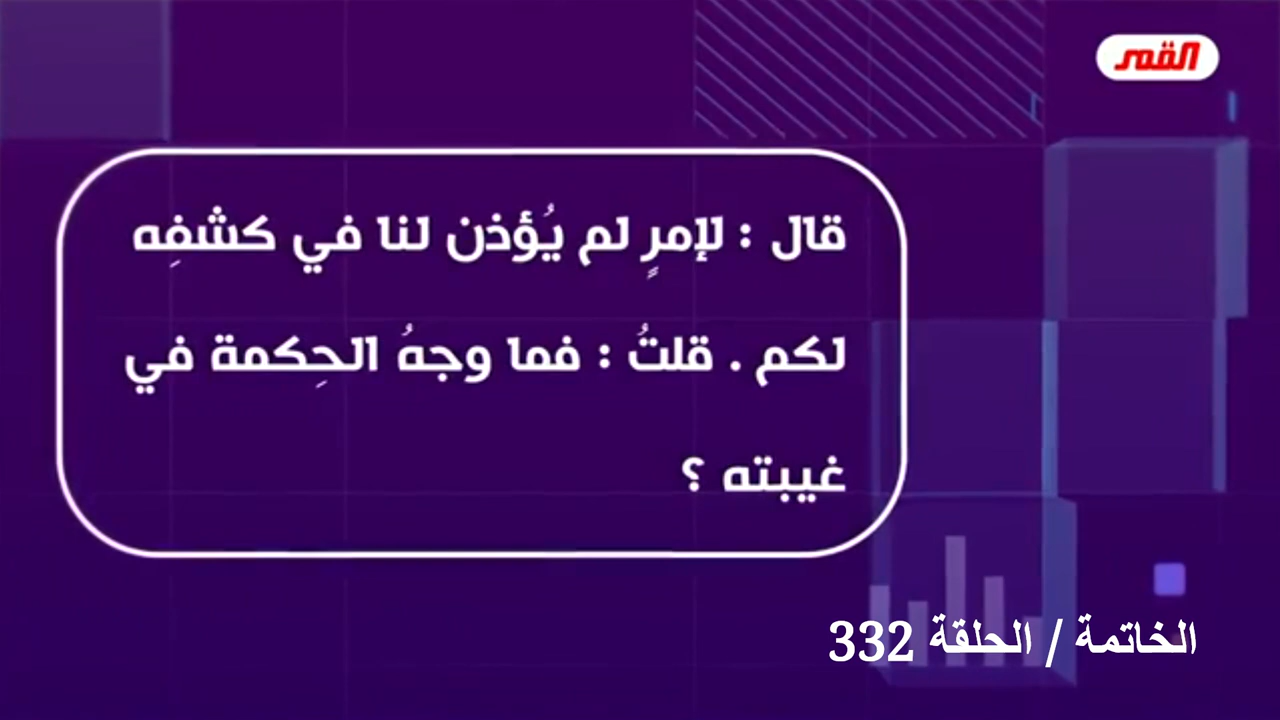 القمر
قال : لإمرٍ لم يُؤذن لنا في كشفِه
لكم . قلتُ : فما وجهُ الحِكمة في
غيبته ؟
الخاتمة / الحلقة 332